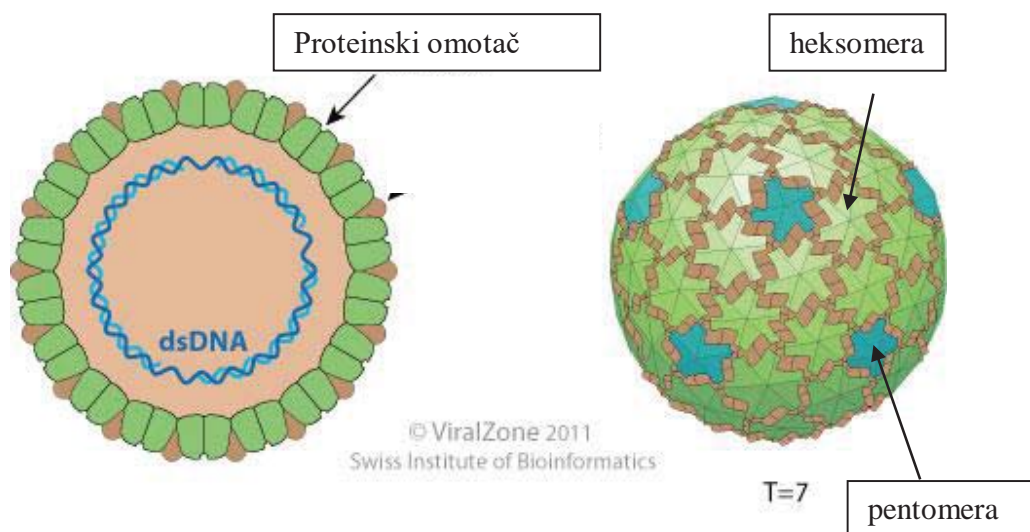 Proteinski omotač
heksomera
dsDNA
© ViralZone 2011
Swiss Institute of Bioinformatics
T=7
pentomera